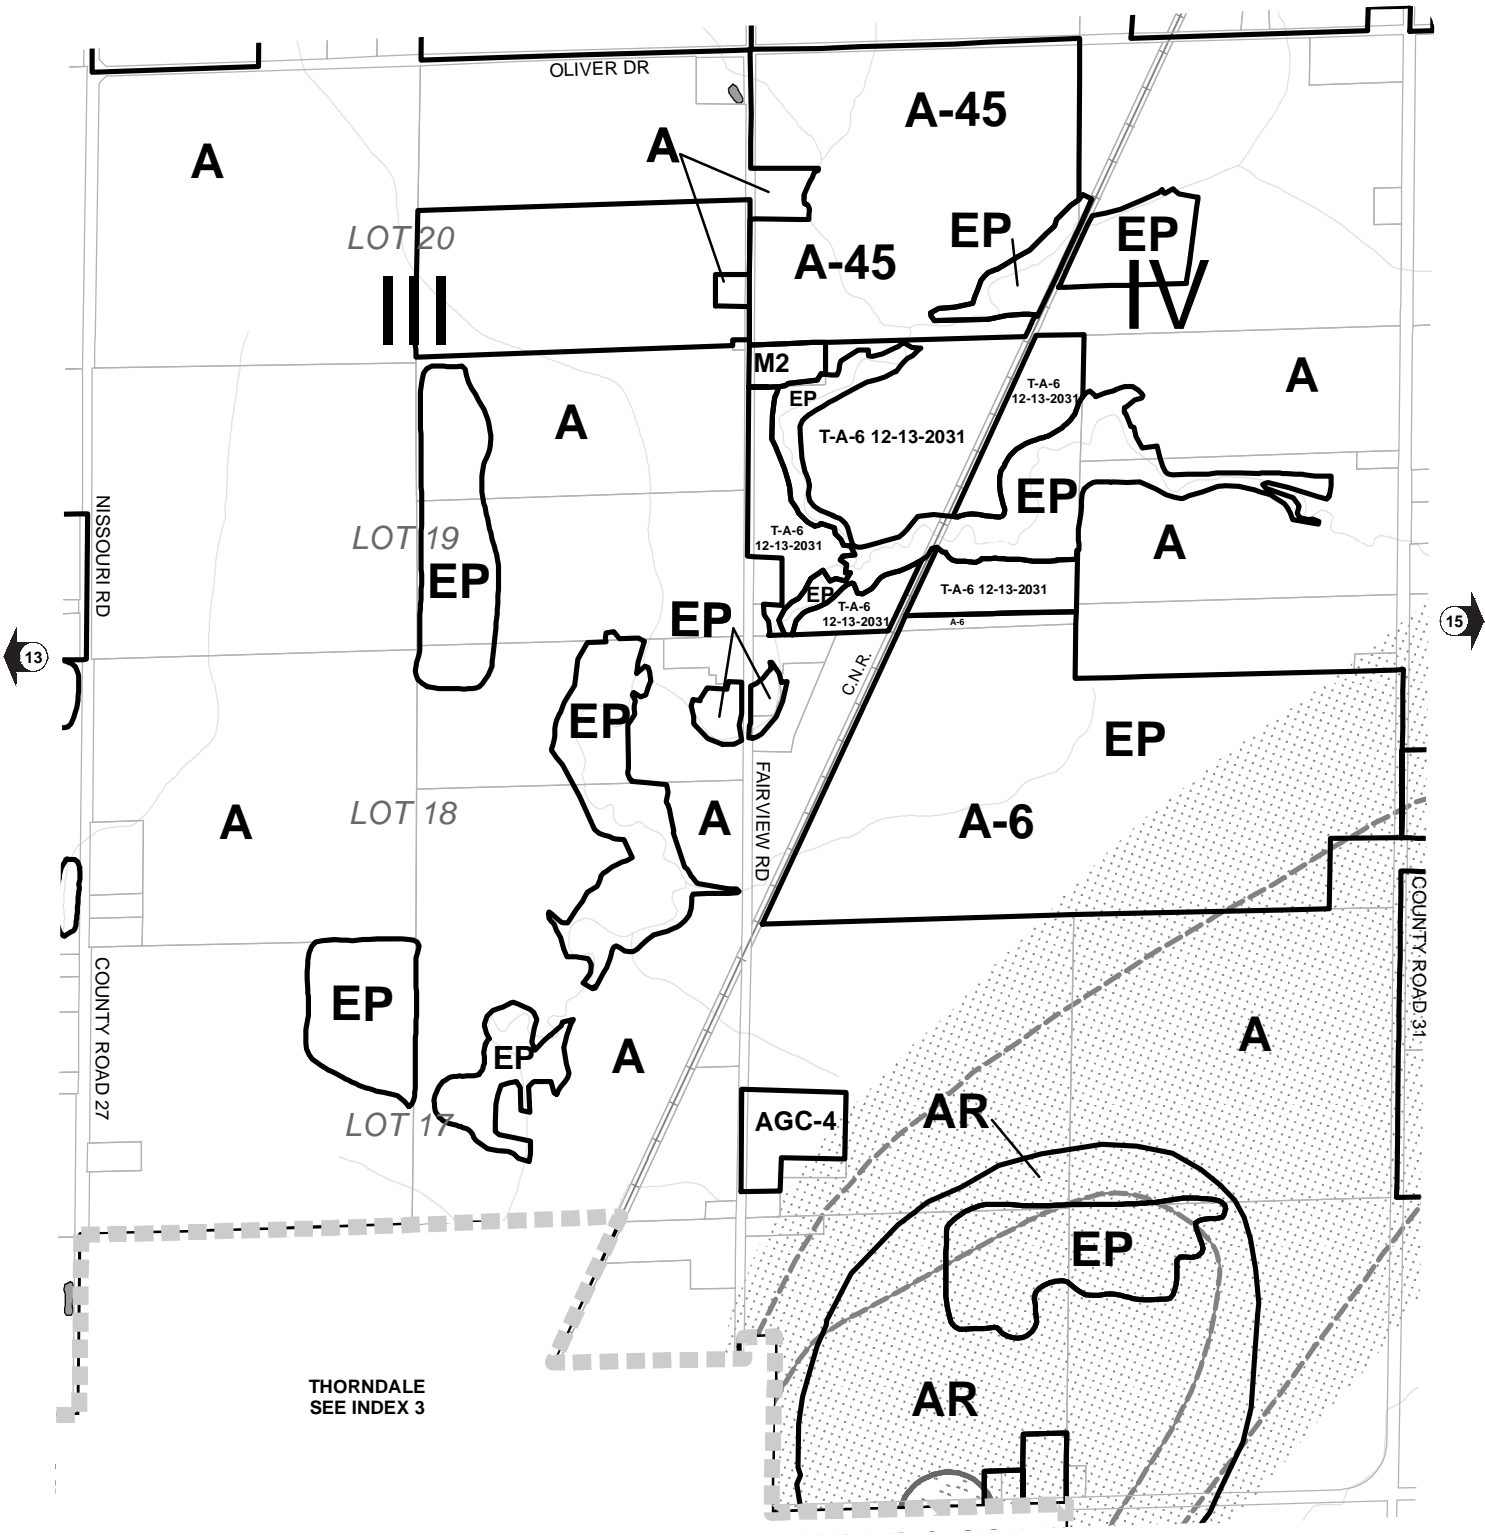 OLIVER DR
A-45
A
A
EP
EP
LOT 20
A-45
III
IV
M2
EP
T-A-6
12-13-2031
A
A
T-A-6 12-13-2031
NISSOURI RD
LOT 19
EP
T-A-6
12-13-2031
EP
A
EP
T-A-6
12-13-2031
T-A-6 12-13-2031
A-6
EP
13
15
C.N.R.
EP
EP
A
LOT 18
A
FAIRVIEW RD
A-6
COUNTY ROAD 27
EP
EP
A
COUNTY ROAD 31
A
LOT 17
AGC-4
AR
EP
THORNDALE
SEE INDEX 3
AR